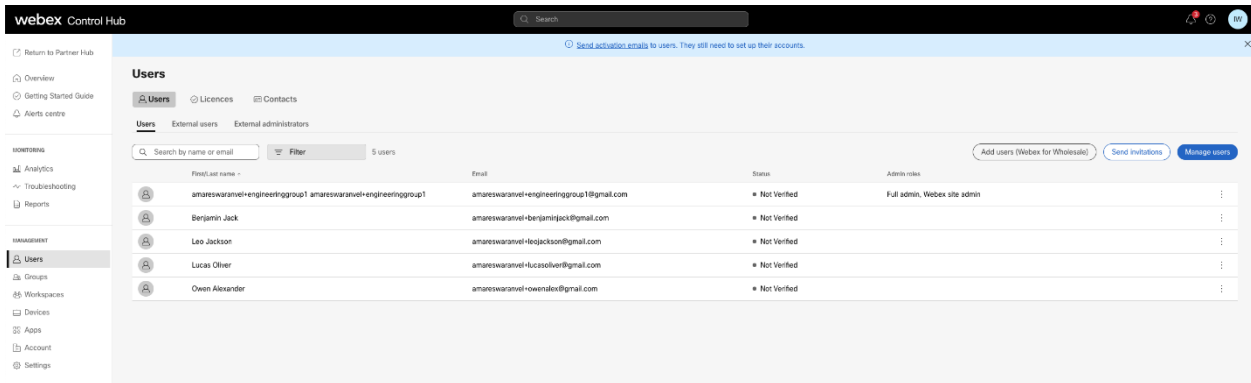 webex Control Hub
Search
3
IW
Return to Partner Hub
Send activation emails to users. They still need to set up their accounts.
Overview
Getting Started Guide
Alerts centre
MONITORING
Analytics
Troubleshooting
Reports
MANAGEMENT
Users
Groups
Workspaces
Devices
Apps
Account
Settings
Users
Users Licences Contacts
Users External users External administrators
Search by name or email Filter 5 users Add users (Webex for Wholesale) Send invitations Manage users
First/Last name Email Status Admin roles
amareswaranvel+engineeringgroup1 amareswaranvel+engineeringgroup1 amareswaranvel+engineeringgroup1@gmail.com Not Verified Full admin, Webex site admin
Benjamin Jack amareswaranvel+benjaminjack@gmail.com Not Verified
Leo Jackson amareswaranvel+leojackson@gmail.com Not Verified
Lucas Oliver amareswaranvel+lucasoliver@gmail.com Not Verified
Owen Alexander amareswaranvel+owenalex@gmail.com Not Verified